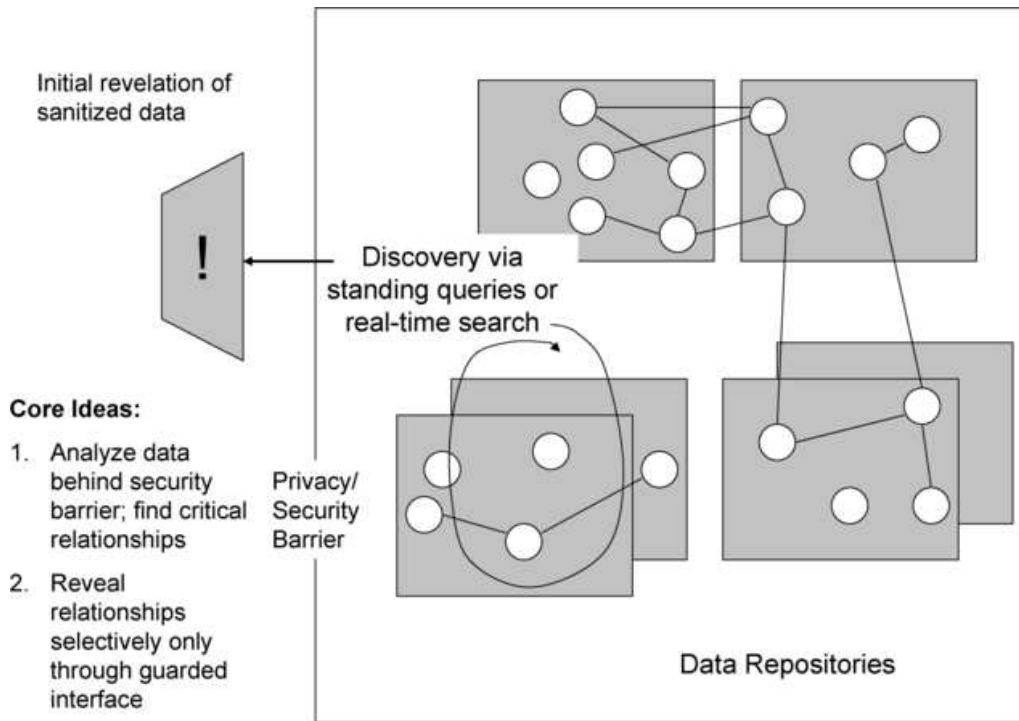 Initial revelation of
sanitized data
!
Discovery via
standing queries or
real-time search
Core Ideas:
1. Analyze data
behind security
barrier; find critical
relationships
2. Reveal
relationships
selectively only
through guarded
interface
Privacy/
Security
Barrier
Data Repositories